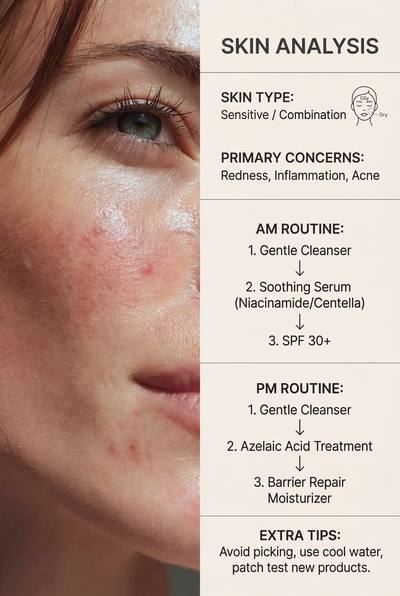 SKIN ANALYSIS
SKIN TYPE:
Sensitive / Combination
Oily
Dry
PRIMARY CONCERNS:
Redness, Inflammation, Acne
AM ROUTINE:
1. Gentle Cleanser
↓
2. Soothing Serum
(Niacinamide/Centella)
↓
3. SPF 30+
PM ROUTINE:
1. Gentle Cleanser
↓
2. Azelaic Acid Treatment
↓
3. Barrier Repair
Moisturizer
EXTRA TIPS:
Avoid picking, use cool water,
patch test new products.